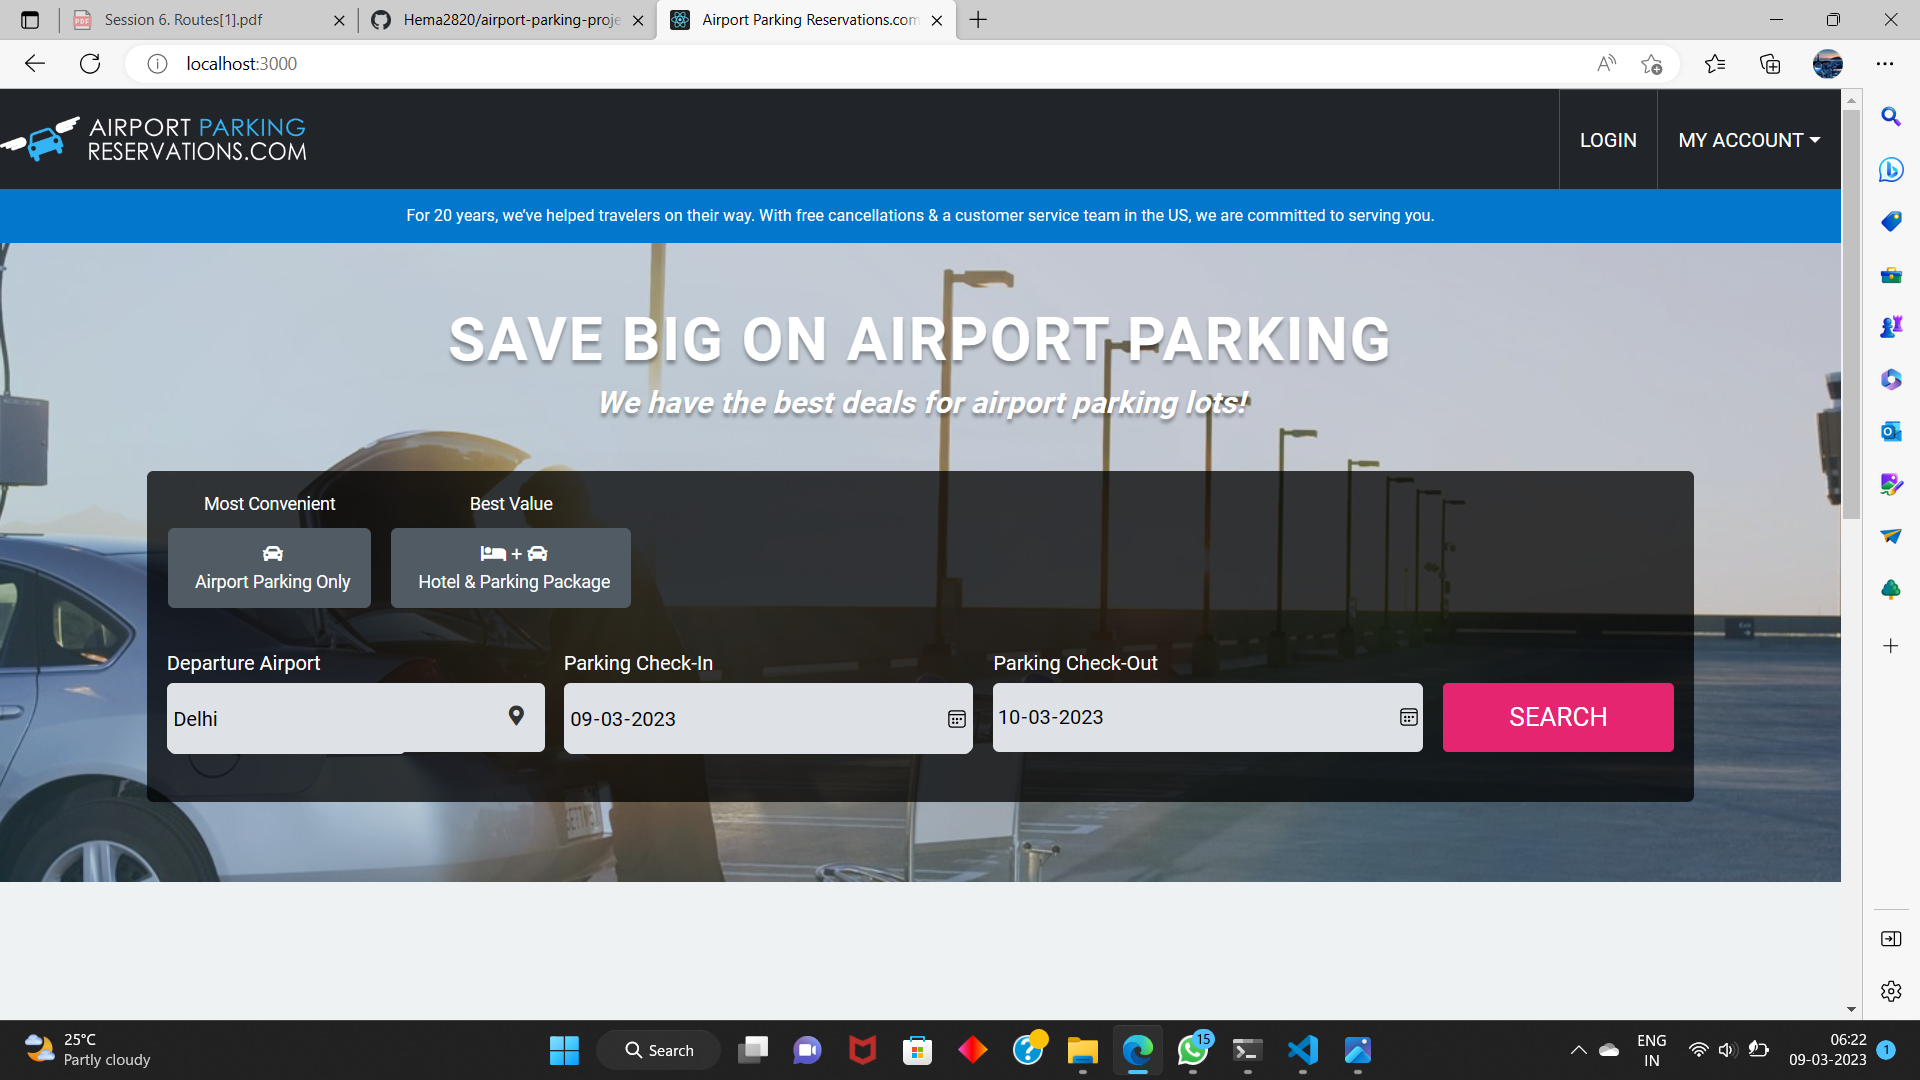 Session 6. Routes[1].pdf
Hema2820/airport-parking-proje
Airport Parking Reservations.com
localhost:3000
AIRPORT PARKING
RESERVATIONS.COM
LOGIN
MY ACCOUNT
For 20 years, we’ve helped travelers on their way. With free cancellations & a customer service team in the US, we are committed to serving you.
SAVE BIG ON AIRPORT PARKING
We have the best deals for airport parking lots!
Most Convenient
Best Value
Airport Parking Only
+
Hotel & Parking Package
Departure Airport
Parking Check-In
Parking Check-Out
Delhi
09-03-2023
10-03-2023
SEARCH
25°C
Partly cloudy
Search
15
ENG
IN
06:22
09-03-2023
1